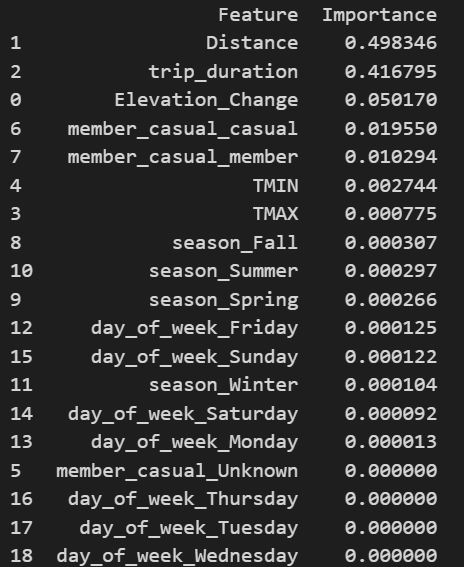 Feature Importance
1 Distance 0.498346
2 trip_duration 0.416795
0 Elevation_Change 0.050170
6 member_casual_casual 0.019550
7 member_casual_member 0.010294
4 TMIN 0.002744
3 TMAX 0.000775
8 season_Fall 0.000307
10 season_Summer 0.000297
9 season_Spring 0.000266
12 day_of_week_Friday 0.000125
15 day_of_week_Sunday 0.000122
11 season_Winter 0.000104
14 day_of_week_Saturday 0.000092
13 day_of_week_Monday 0.000013
5 member_casual_Unknown 0.000000
16 day_of_week_Thursday 0.000000
17 day_of_week_Tuesday 0.000000
18 day_of_week_Wednesday 0.000000